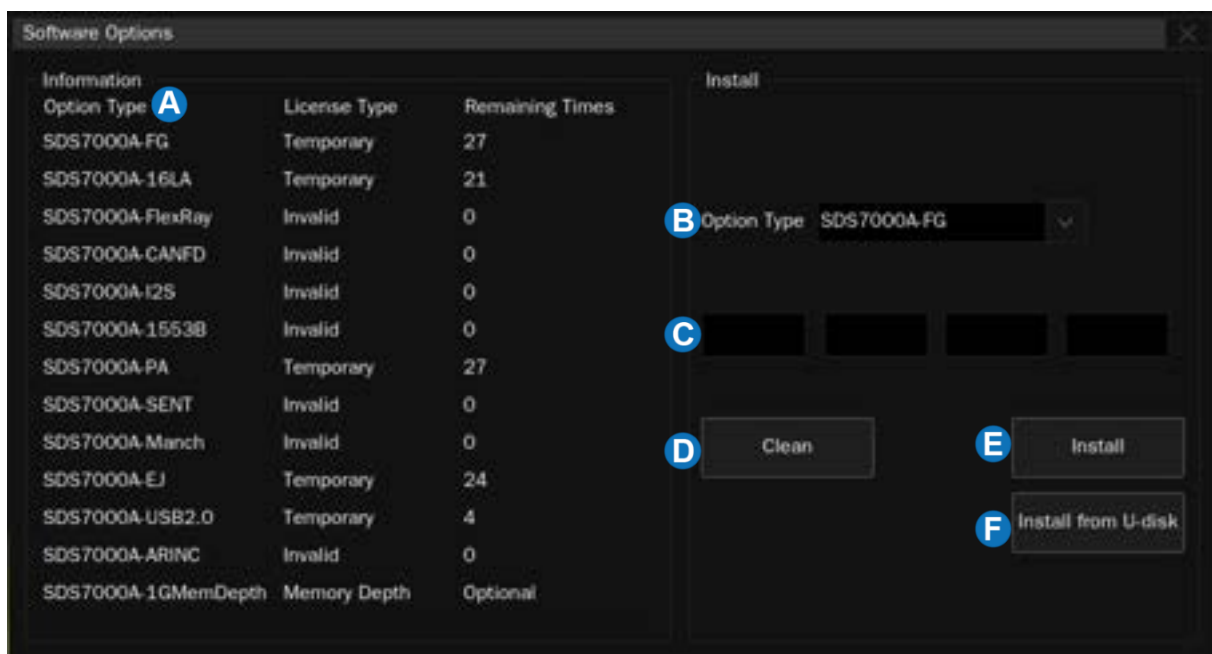 Software Options
Information
Option Type A License Type Remaining Times
SDS7000A-FG Temporary 27
SDS7000A-16LA Temporary 21
SDS7000A-FlexRay Invalid 0
SDS7000A-CANFD Invalid 0
SDS7000A-I2S Invalid 0
SDS7000A-1553B Invalid 0
SDS7000A-PA Temporary 27
SDS7000A-SENT Invalid 0
SDS7000A-Manch Invalid 0
SDS7000A-EJ Temporary 24
SDS7000A-USB2.0 Temporary 4
SDS7000A-ARINC Invalid 0
SDS7000A-1GMemDepth Memory Depth Optional
Install
B Option Type SDS7000A-FG
C
D Clean
E Install
F Install from U-disk